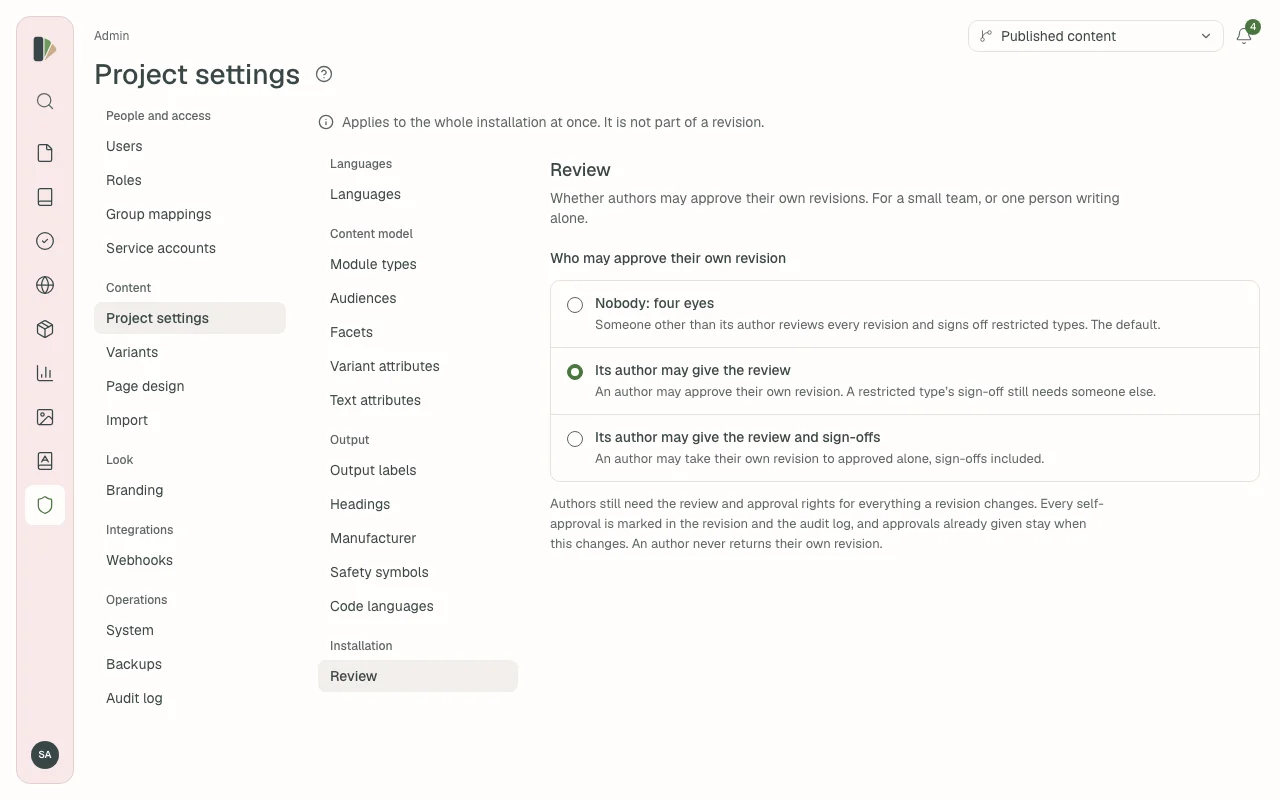 Admin
Published content
4
Project settings
People and access
Users
Roles
Group mappings
Service accounts
Content
Project settings
Variants
Page design
Import
Look
Branding
Integrations
Webhooks
Operations
System
Backups
Audit log
SA
Applies to the whole installation at once. It is not part of a revision.
Languages
Languages
Content model
Module types
Audiences
Facets
Variant attributes
Text attributes
Output
Output labels
Headings
Manufacturer
Safety symbols
Code languages
Installation
Review
Review
Whether authors may approve their own revisions. For a small team, or one person writing
alone.
Who may approve their own revision
Nobody: four eyes
Someone other than its author reviews every revision and signs off restricted types. The default.
Its author may give the review
An author may approve their own revision. A restricted type's sign-off still needs someone else.
Its author may give the review and sign-offs
An author may take their own revision to approved alone, sign-offs included.
Authors still need the review and approval rights for everything a revision changes. Every self-
approval is marked in the revision and the audit log, and approvals already given stay when
this changes. An author never returns their own revision.